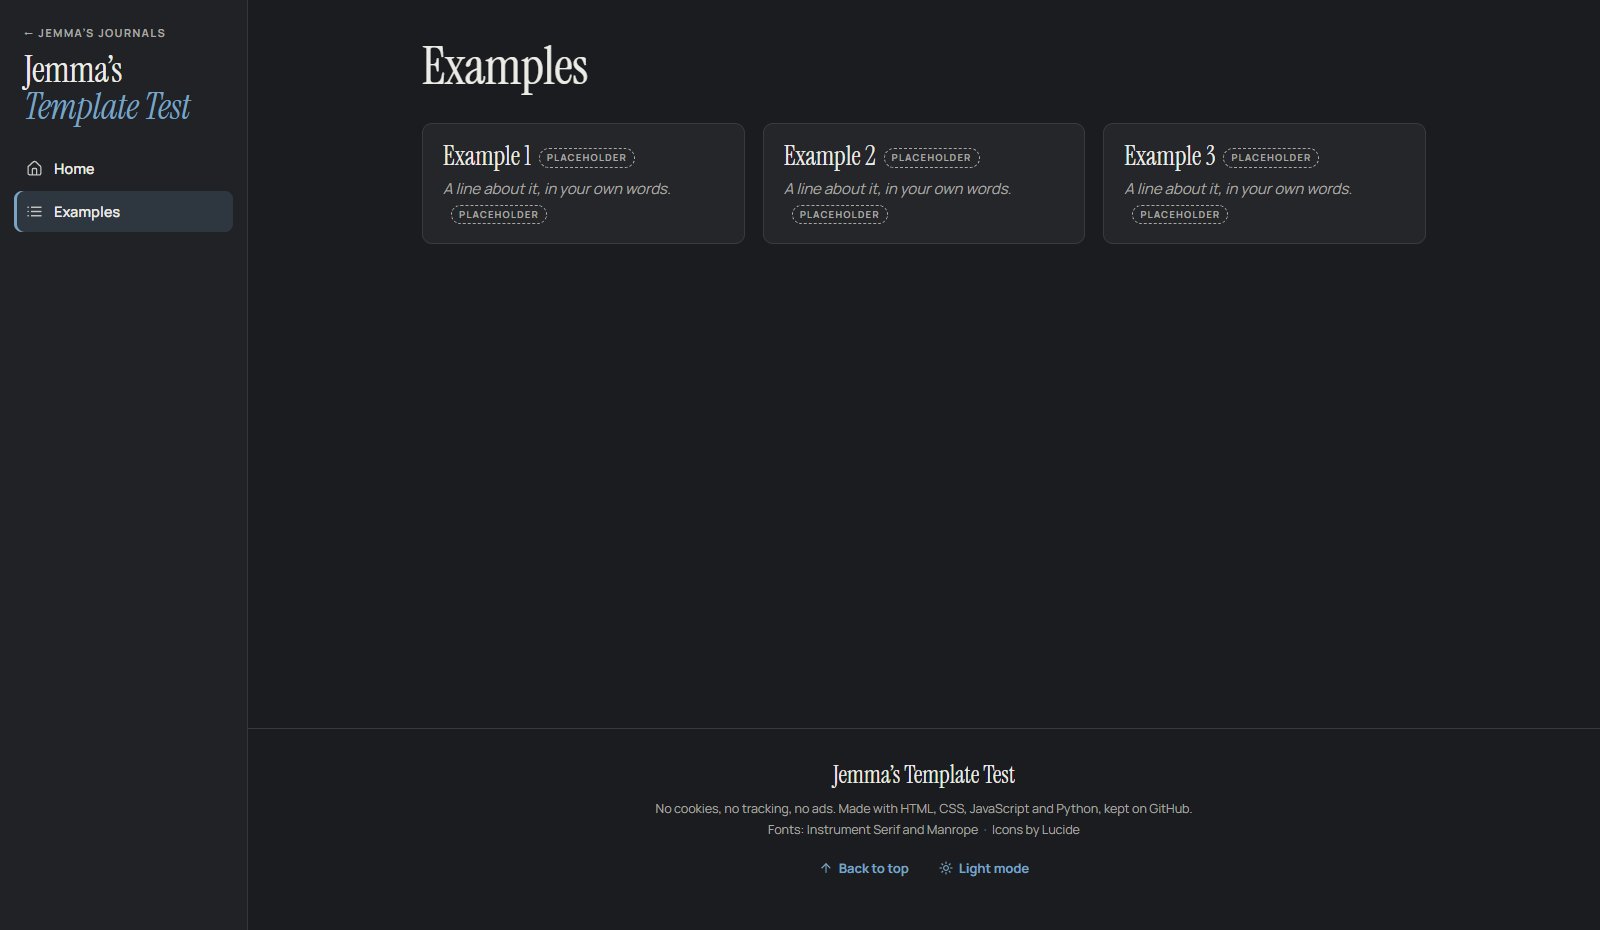 ← JEMMA’S JOURNALS
Jemma’s
Template Test
Home
Examples
Examples
Example 1 PLACEHOLDER
A line about it, in your own words.
PLACEHOLDER
Example 2 PLACEHOLDER
A line about it, in your own words.
PLACEHOLDER
Example 3 PLACEHOLDER
A line about it, in your own words.
PLACEHOLDER
Jemma’s Template Test
No cookies, no tracking, no ads. Made with HTML, CSS, JavaScript and Python, kept on GitHub.
Fonts: Instrument Serif and Manrope · Icons by Lucide
↑ Back to top
Light mode